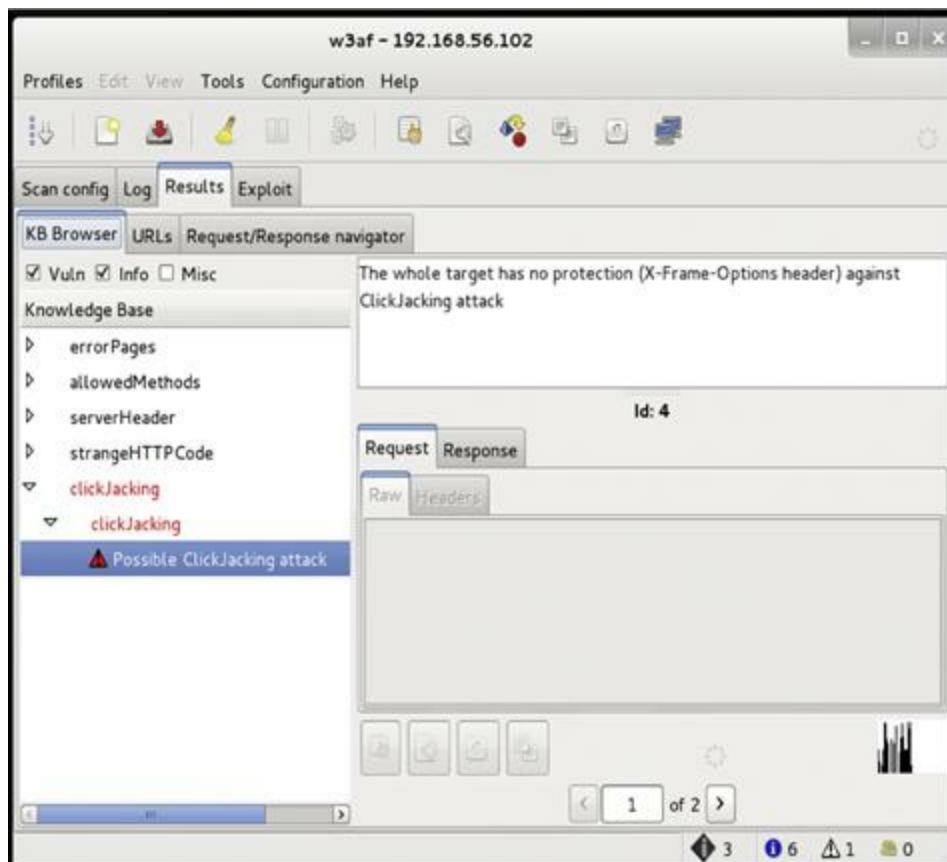 w3af - 192.168.56.102
Profiles Edit View Tools Configuration Help
Scan config Log Results Exploit
KB Browser URLs Request/Response navigator
Vuln Info Misc
Knowledge Base
errorPages
allowedMethods
serverHeader
strangeHTTPCode
clickJacking
clickJacking
Possible ClickJacking attack
The whole target has no protection (X-Frame-Options header) against
ClickJacking attack
Id: 4
Request Response
Raw Headers
1 of 2
3 6 1 0